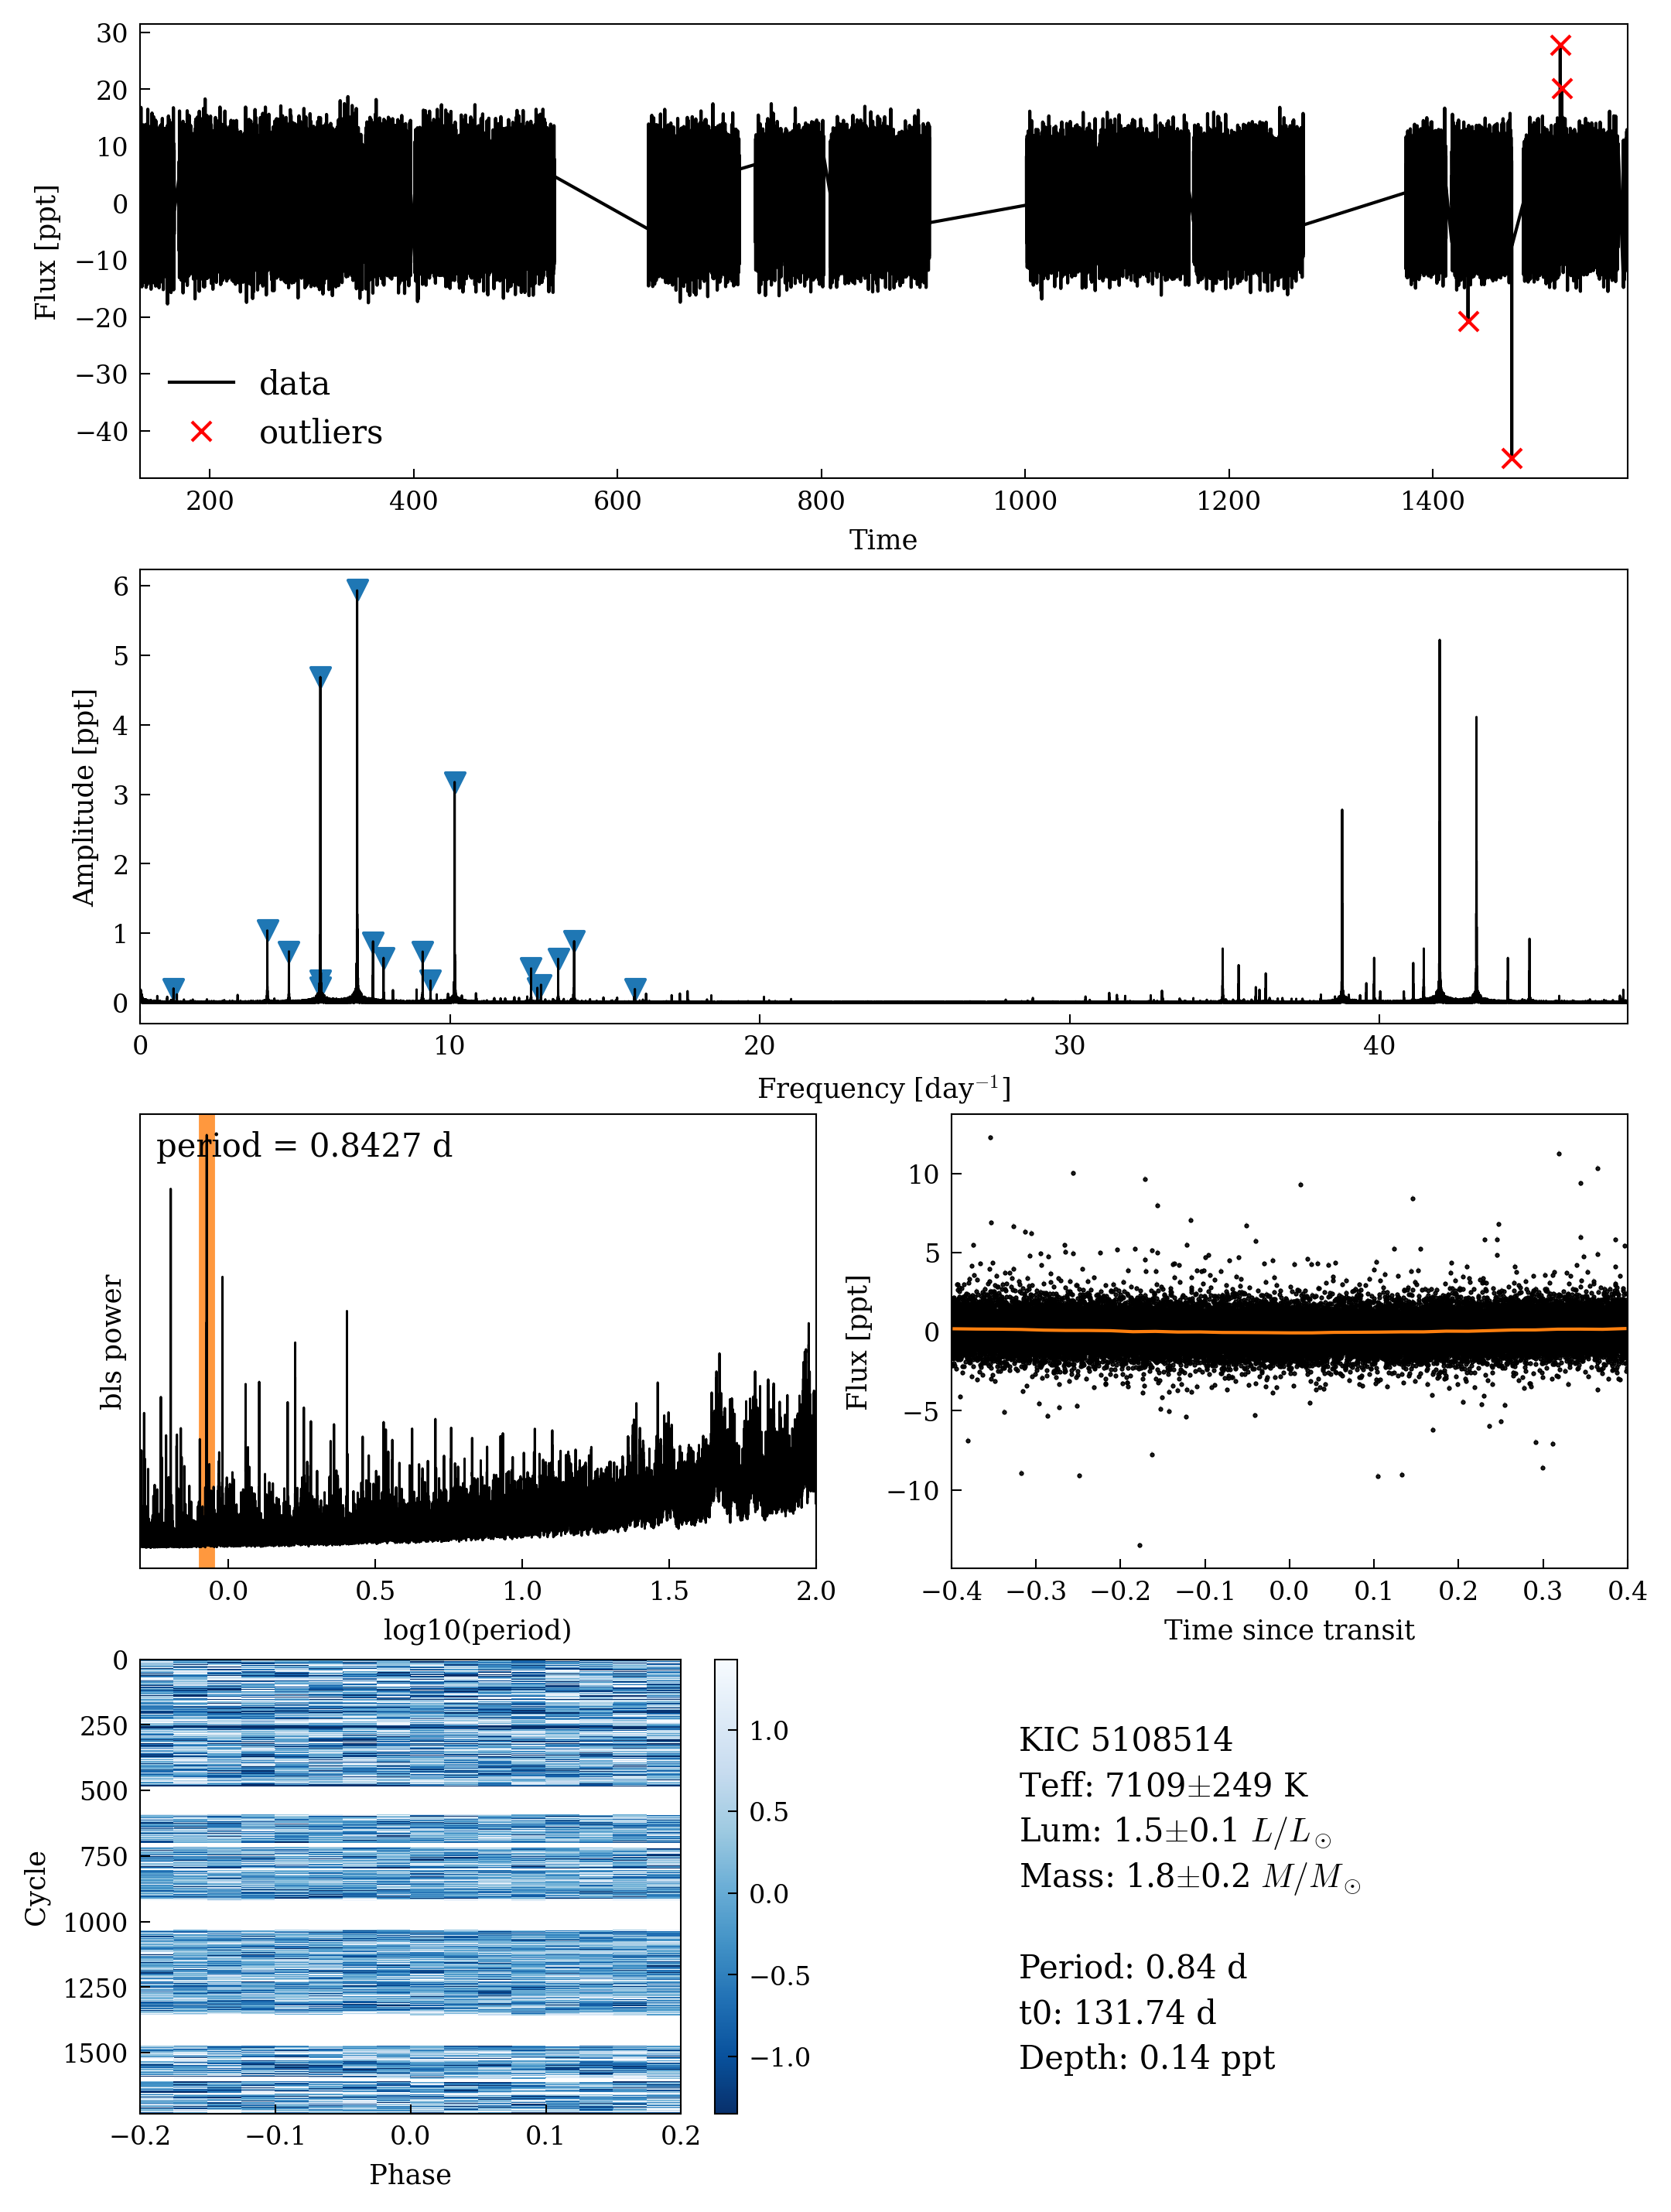 30
20
10
0
−10
−20
−30
−40
Flux [ppt]
data
outliers
200 400 600 800 1000 1200 1400
Time
6
5
4
3
2
1
0
Amplitude [ppt]
0 10 20 30 40
Frequency [day⁻¹]
period = 0.8427 d
bls power
0.0 0.5 1.0 1.5 2.0
log10(period)
10
5
0
−5
−10
Flux [ppt]
−0.4 −0.3 −0.2 −0.1 0.0 0.1 0.2 0.3 0.4
Time since transit
0
250
500
750
1000
1250
1500
Cycle
−0.2 −0.1 0.0 0.1 0.2
Phase
1.0
0.5
0.0
−0.5
−1.0
KIC 5108514
Teff: 7109±249 K
Lum: 1.5±0.1 L/L⊙
Mass: 1.8±0.2 M/M⊙
Period: 0.84 d
t0: 131.74 d
Depth: 0.14 ppt